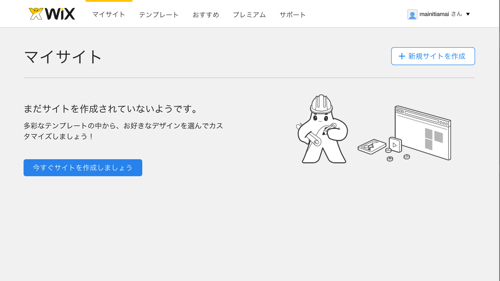 WiX
マイサイト
テンプレート
おすすめ
プレミアム
サポート
mainitiamai さん
マイサイト
+ 新規サイトを作成
まだサイトを作成されていないようです。
多彩なテンプレートの中から、お好きなデザインを選んでカス
タマイズしましょう！
今すぐサイトを作成しましょう